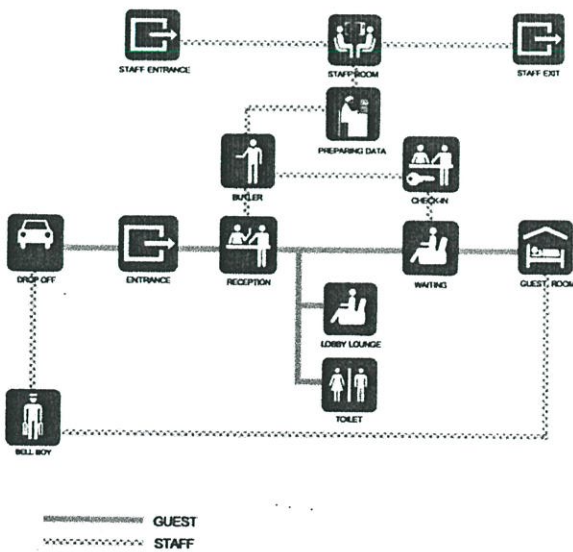 STAFF ENTRANCE
STAFF ROOM
STAFF EXIT
PREPARING DATA
BUTLER
CHECK-IN
DROP OFF
ENTRANCE
RECEPTION
WAITING
GUEST ROOM
LOBBY LOUNGE
TOILET
BELL BOY
GUEST
STAFF